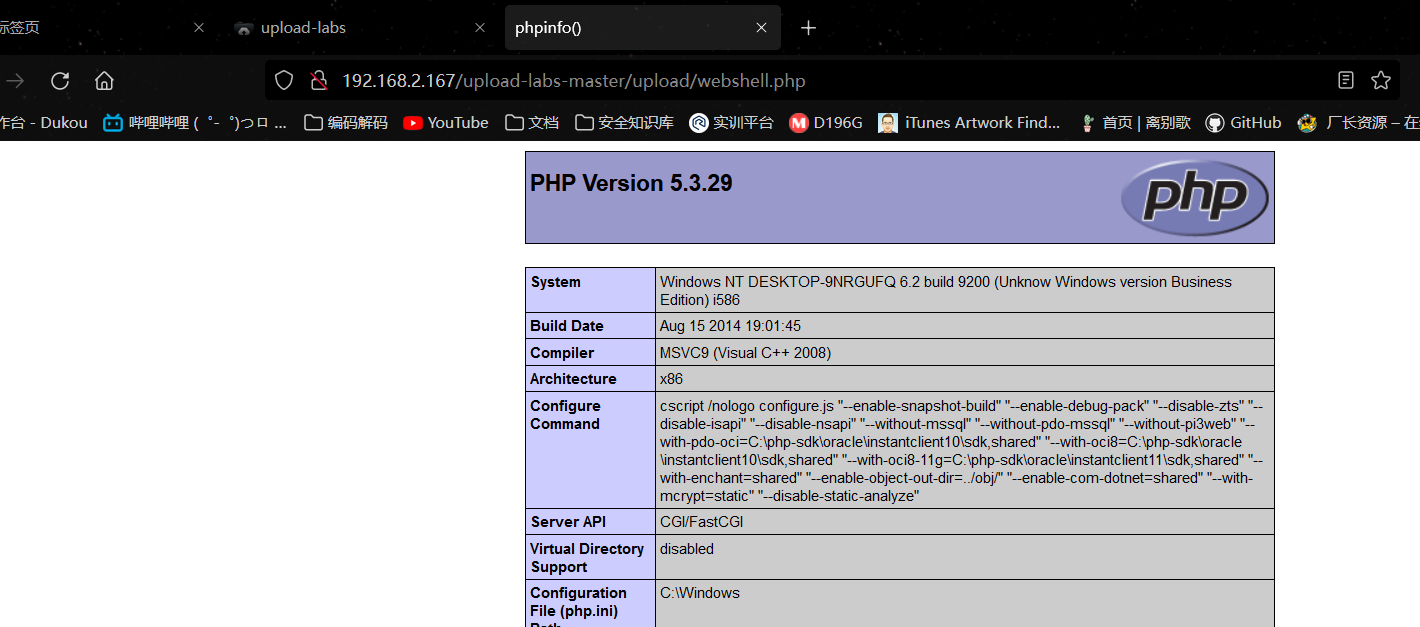 标签页
upload-labs
phpinfo()
192.168.2.167/upload-labs-master/upload/webshell.php
作台 - Dukou
哔哩哔哩 ( ゜- ゜)つロ ...
编码解码
YouTube
文档
安全知识库
实训平台
D196G
iTunes Artwork Find...
首页 | 离别歌
GitHub
厂长资源 – 在
PHP Version 5.3.29
php
System
Windows NT DESKTOP-9NRGUFQ 6.2 build 9200 (Unknow Windows version Business
Edition) i586
Build Date
Aug 15 2014 19:01:45
Compiler
MSVC9 (Visual C++ 2008)
Architecture
x86
Configure
Command
cscript /nologo configure.js "--enable-snapshot-build" "--enable-debug-pack" "--disable-zts" "--
disable-isapi" "--disable-nsapi" "--without-mssql" "--without-pdo-mssql" "--without-pi3web" "--
with-pdo-oci=C:\php-sdk\oracle\instantclient10\sdk,shared" "--with-oci8=C:\php-sdk\oracle
\instantclient10\sdk,shared" "--with-oci8-11g=C:\php-sdk\oracle\instantclient11\sdk,shared" "--
with-enchant=shared" "--enable-object-out-dir=../obj/" "--enable-com-dotnet=shared" "--with-
mcrypt=static" "--disable-static-analyze"
Server API
CGI/FastCGI
Virtual Directory
Support
disabled
Configuration
File (php.ini)
Path
C:\Windows